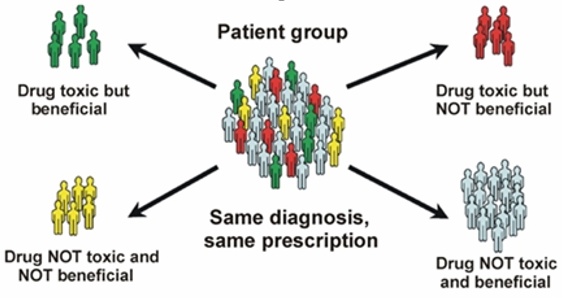 Patient group
Drug toxic but
beneficial
Drug toxic but
NOT beneficial
Same diagnosis,
same prescription
Drug NOT toxic and
NOT beneficial
Drug NOT toxic
and beneficial